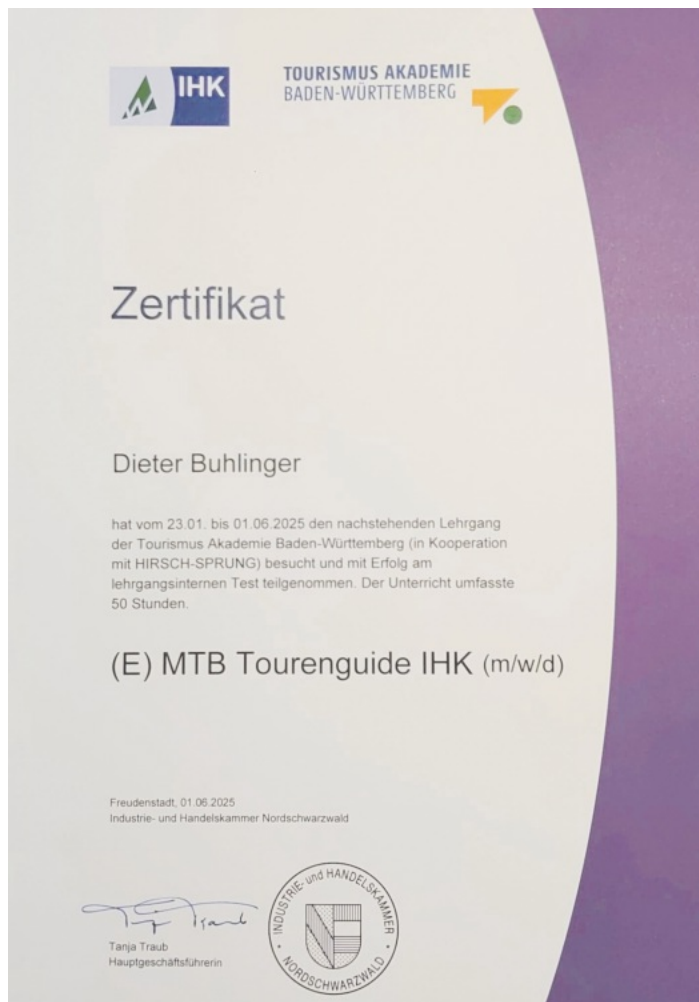 IHK
TOURISMUS AKADEMIE
BADEN-WÜRTTEMBERG
Zertifikat
Dieter Buhlinger
hat vom 23.01. bis 01.06.2025 den nachstehenden Lehrgang
der Tourismus Akademie Baden-Württemberg (in Kooperation
mit HIRSCH-SPRUNG) besucht und mit Erfolg am
lehrgangsinternen Test teilgenommen. Der Unterricht umfasste
50 Stunden.
(E) MTB Tourenguide IHK (m/w/d)
Freudenstadt, 01.06.2025
Industrie- und Handelskammer Nordschwarzwald
Tanja Traub
Hauptgeschäftsführerin
INDUSTRIE- und HANDELSKAMMER
NORDSCHWARZWALD